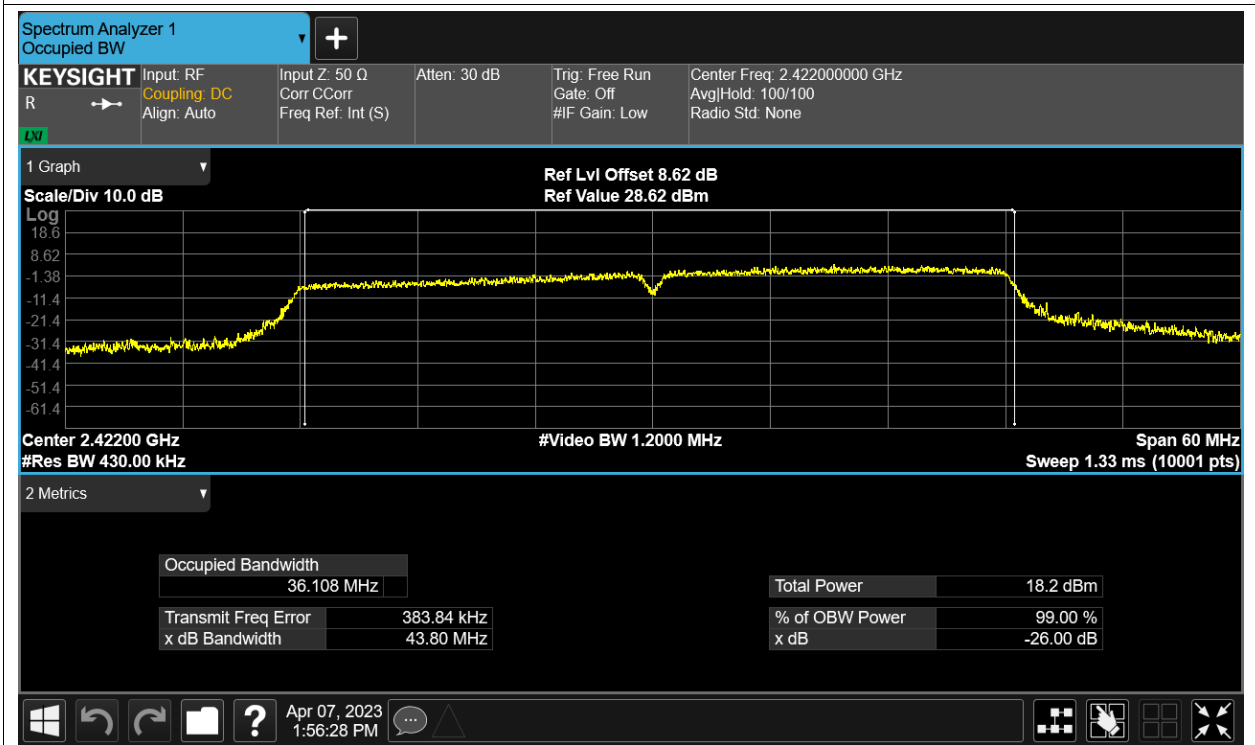 Spectrum Analyzer 1
Occupied BW
KEYSIGHT
R
LXI
Input: RF
Coupling: DC
Align: Auto
Input Z: 50 Ω
Corr CCorr
Freq Ref: Int (S)
Atten: 30 dB
Trig: Free Run
Gate: Off
#IF Gain: Low
Center Freq: 2.422000000 GHz
Avg|Hold: 100/100
Radio Std: None
1 Graph
Scale/Div 10.0 dB
Ref Lvl Offset 8.62 dB
Ref Value 28.62 dBm
Log
18.6
8.62
-1.38
-11.4
-21.4
-31.4
-41.4
-51.4
-61.4
Center 2.42200 GHz
#Video BW 1.2000 MHz
Span 60 MHz
#Res BW 430.00 kHz
Sweep 1.33 ms (10001 pts)
2 Metrics
Occupied Bandwidth
36.108 MHz
Total Power 18.2 dBm
Transmit Freq Error 383.84 kHz
% of OBW Power 99.00 %
x dB Bandwidth 43.80 MHz
x dB -26.00 dB
?
Apr 07, 2023
1:56:28 PM